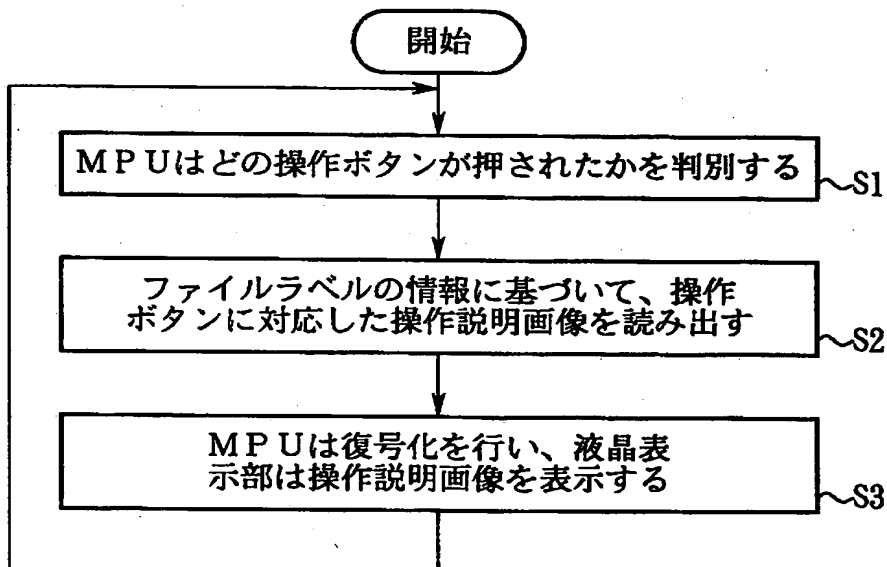 開始
MPUはどの操作ボタンが押されたかを判別する
S1
ファイルラベルの情報に基づいて、操作
ボタンに対応した操作説明画像を読み出す
S2
MPUは復号化を行い、液晶表
示部は操作説明画像を表示する
S3